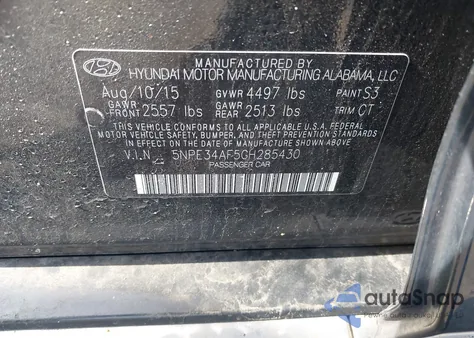 MANUFACTURED BY
HYUNDAI MOTOR MANUFACTURING ALABAMA, LLC
Aug/10/15 GVWR 4497 lbs PAINT S3
GAWR FRONT 2557 lbs GAWR REAR 2513 lbs TRIM CT
THIS VEHICLE CONFORMS TO ALL APPLICABLE U.S.A. FEDERAL
MOTOR VEHICLE SAFETY, BUMPER, AND THEFT PREVENTION
STANDARDS IN EFFECT ON THE DATE OF MANUFACTURE SHOWN ABOVE.
V.I.N 5NPE34AF5GH285430
PASSENGER CAR
autoSnap